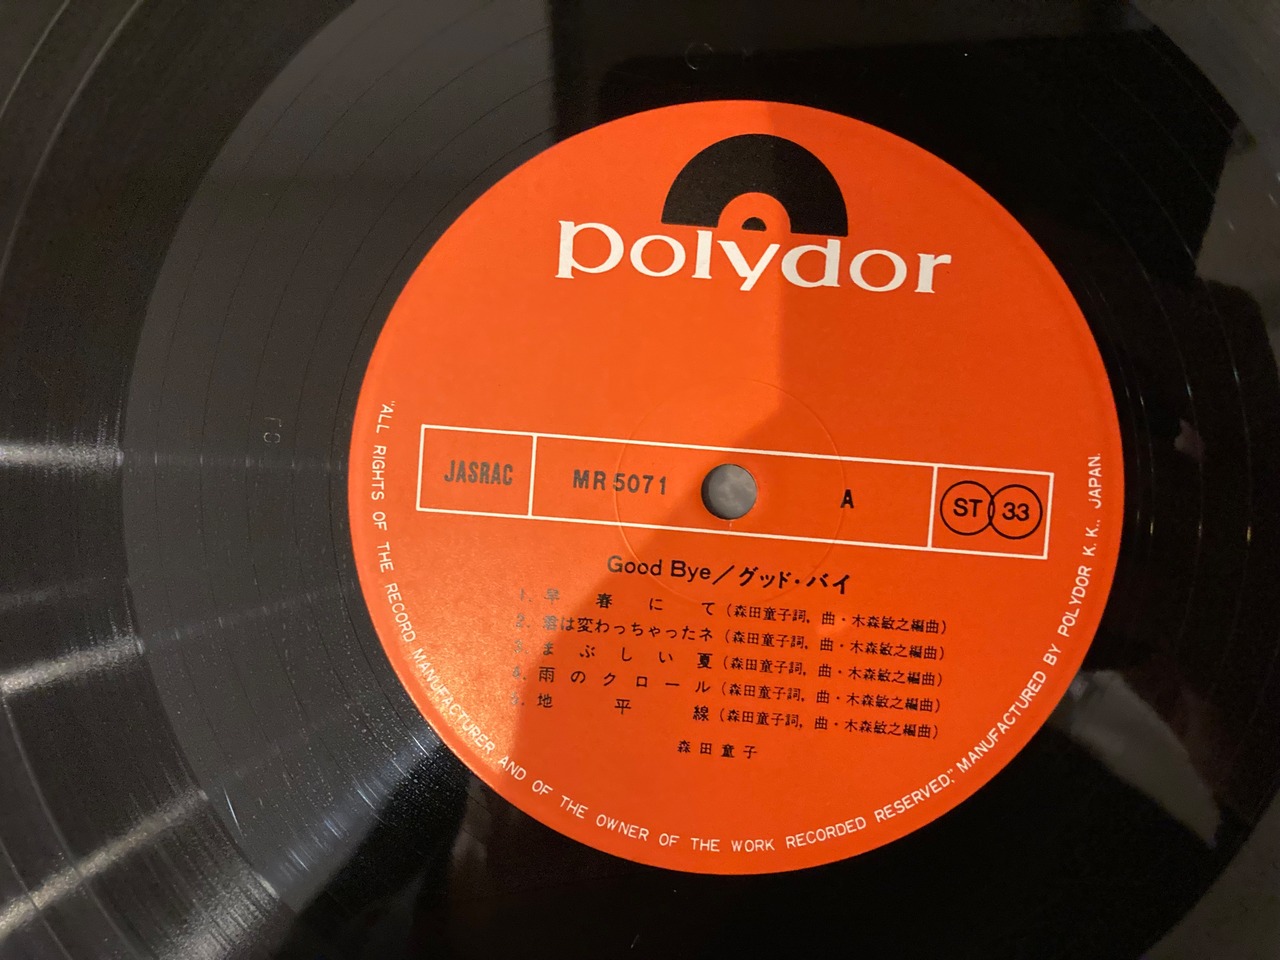 polydor
JASRAC MR 5071 A ST 33
Good Bye/グッド・バイ
1. 早春にて (森田童子詞, 曲・木森敏之編曲)
2. 君は変わっちゃったネ (森田童子詞, 曲・木森敏之編曲)
3. まぶしい夏 (森田童子詞, 曲・木森敏之編曲)
4. 雨のクロール (森田童子詞, 曲・木森敏之編曲)
5. 地平線 (森田童子詞, 曲・木森敏之編曲)
森田童子
"ALL RIGHTS OF THE RECORD MANUFACTURER AND OF THE OWNER OF THE WORK RECORDED RESERVED." MANUFACTURED BY POLYDOR K.K., JAPAN.